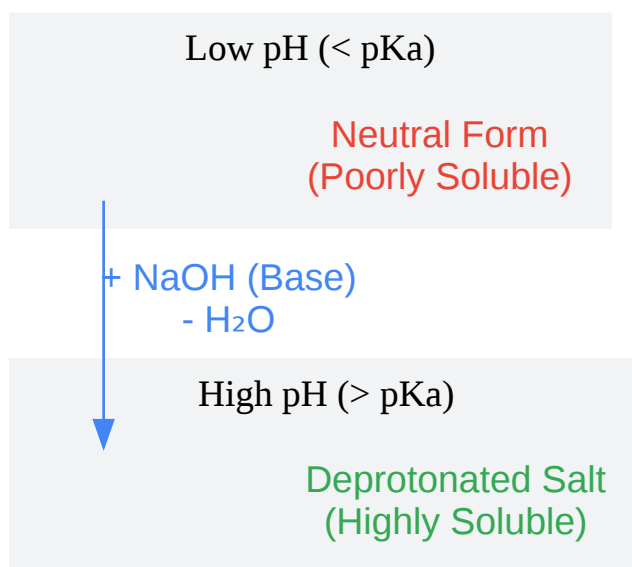 Low pH (< pKa)
Neutral Form
(Poorly Soluble)
+ NaOH (Base)
- H₂O
High pH (> pKa)
Deprotonated Salt
(Highly Soluble)